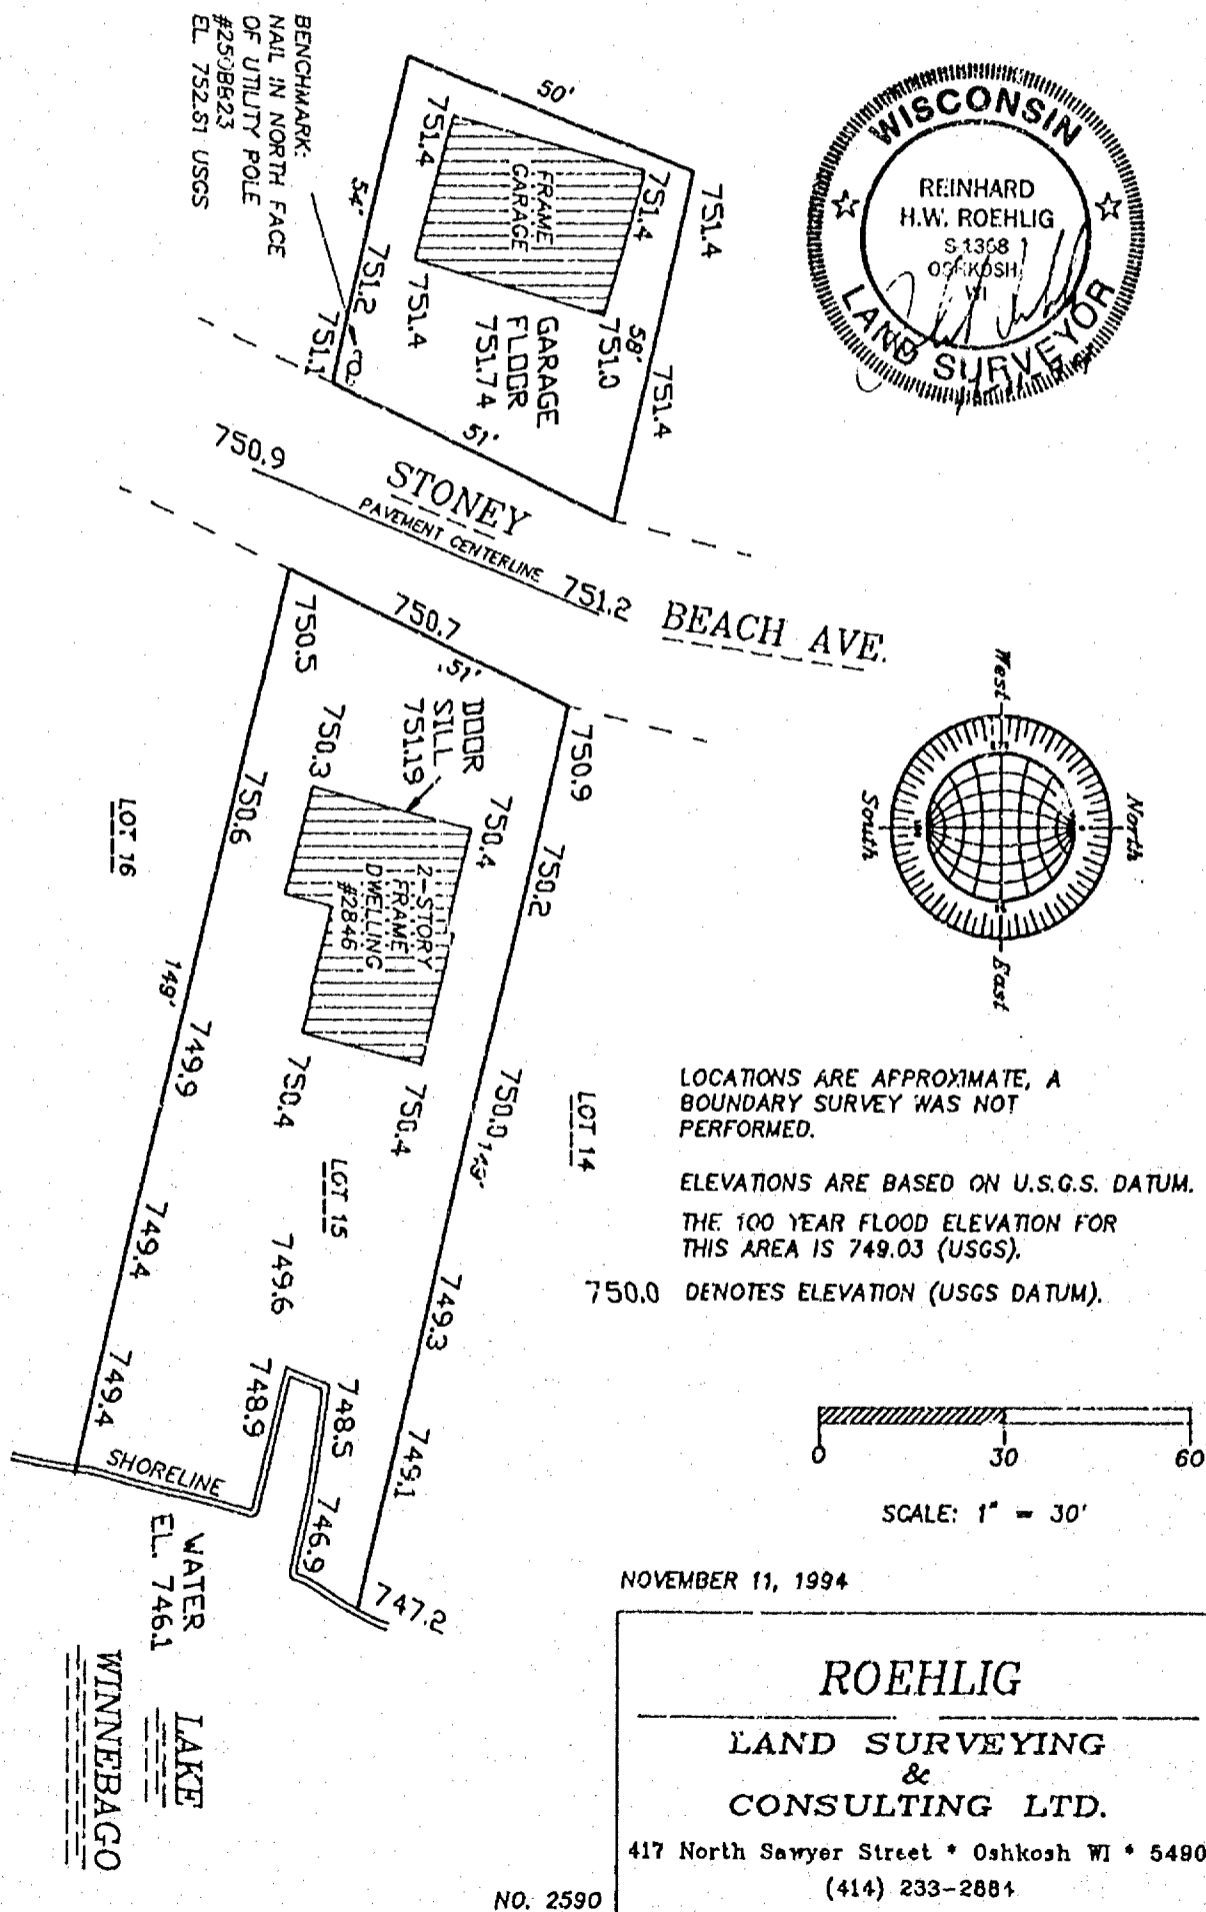 BENCHMARK:
NAIL IN NORTH FACE
OF UTILITY POLE
EL. 752.81 USGS
50'
751.4
751.4
751.4
FRAME
GARAGE
54'
751.2
751.1
751.4
GARAGE
FLOOR
751.74
58'
751.0
751.4
51'
WISCONSIN
REINHARD
H.W. ROEHLIG
S-1368
OSHKOSH
WI
LAND SURVEYOR
750.9
STONEY
PAVEMENT CENTERLINE
751.2
BEACH AVE.
750.7
51'
750.5
DOOR
SILL
751.19
750.3
750.4
750.9
750.2
750.6
LOT 16
2-STORY
FRAME
DWELLING
#2846
West
North
South
East
149'
749.9
750.4
750.4
750.0
149'
LOT 14
LOT 15
749.4
749.6
749.3
749.4
748.9
748.5
749.1
746.9
747.2
SHORELINE
WATER
EL. 746.1
LAKE
WINNEBAGO
LOCATIONS ARE APPROXIMATE, A
BOUNDARY SURVEY WAS NOT
PERFORMED.
ELEVATIONS ARE BASED ON U.S.G.S. DATUM.
THE 100 YEAR FLOOD ELEVATION FOR
THIS AREA IS 749.03 (USGS).
750.0 DENOTES ELEVATION (USGS DATUM).
0 30 60
SCALE: 1" = 30'
NOVEMBER 11, 1994
ROEHLIG
LAND SURVEYING
&
CONSULTING LTD.
417 North Sawyer Street * Oshkosh WI * 5490
(414) 233-2884
NO. 2590